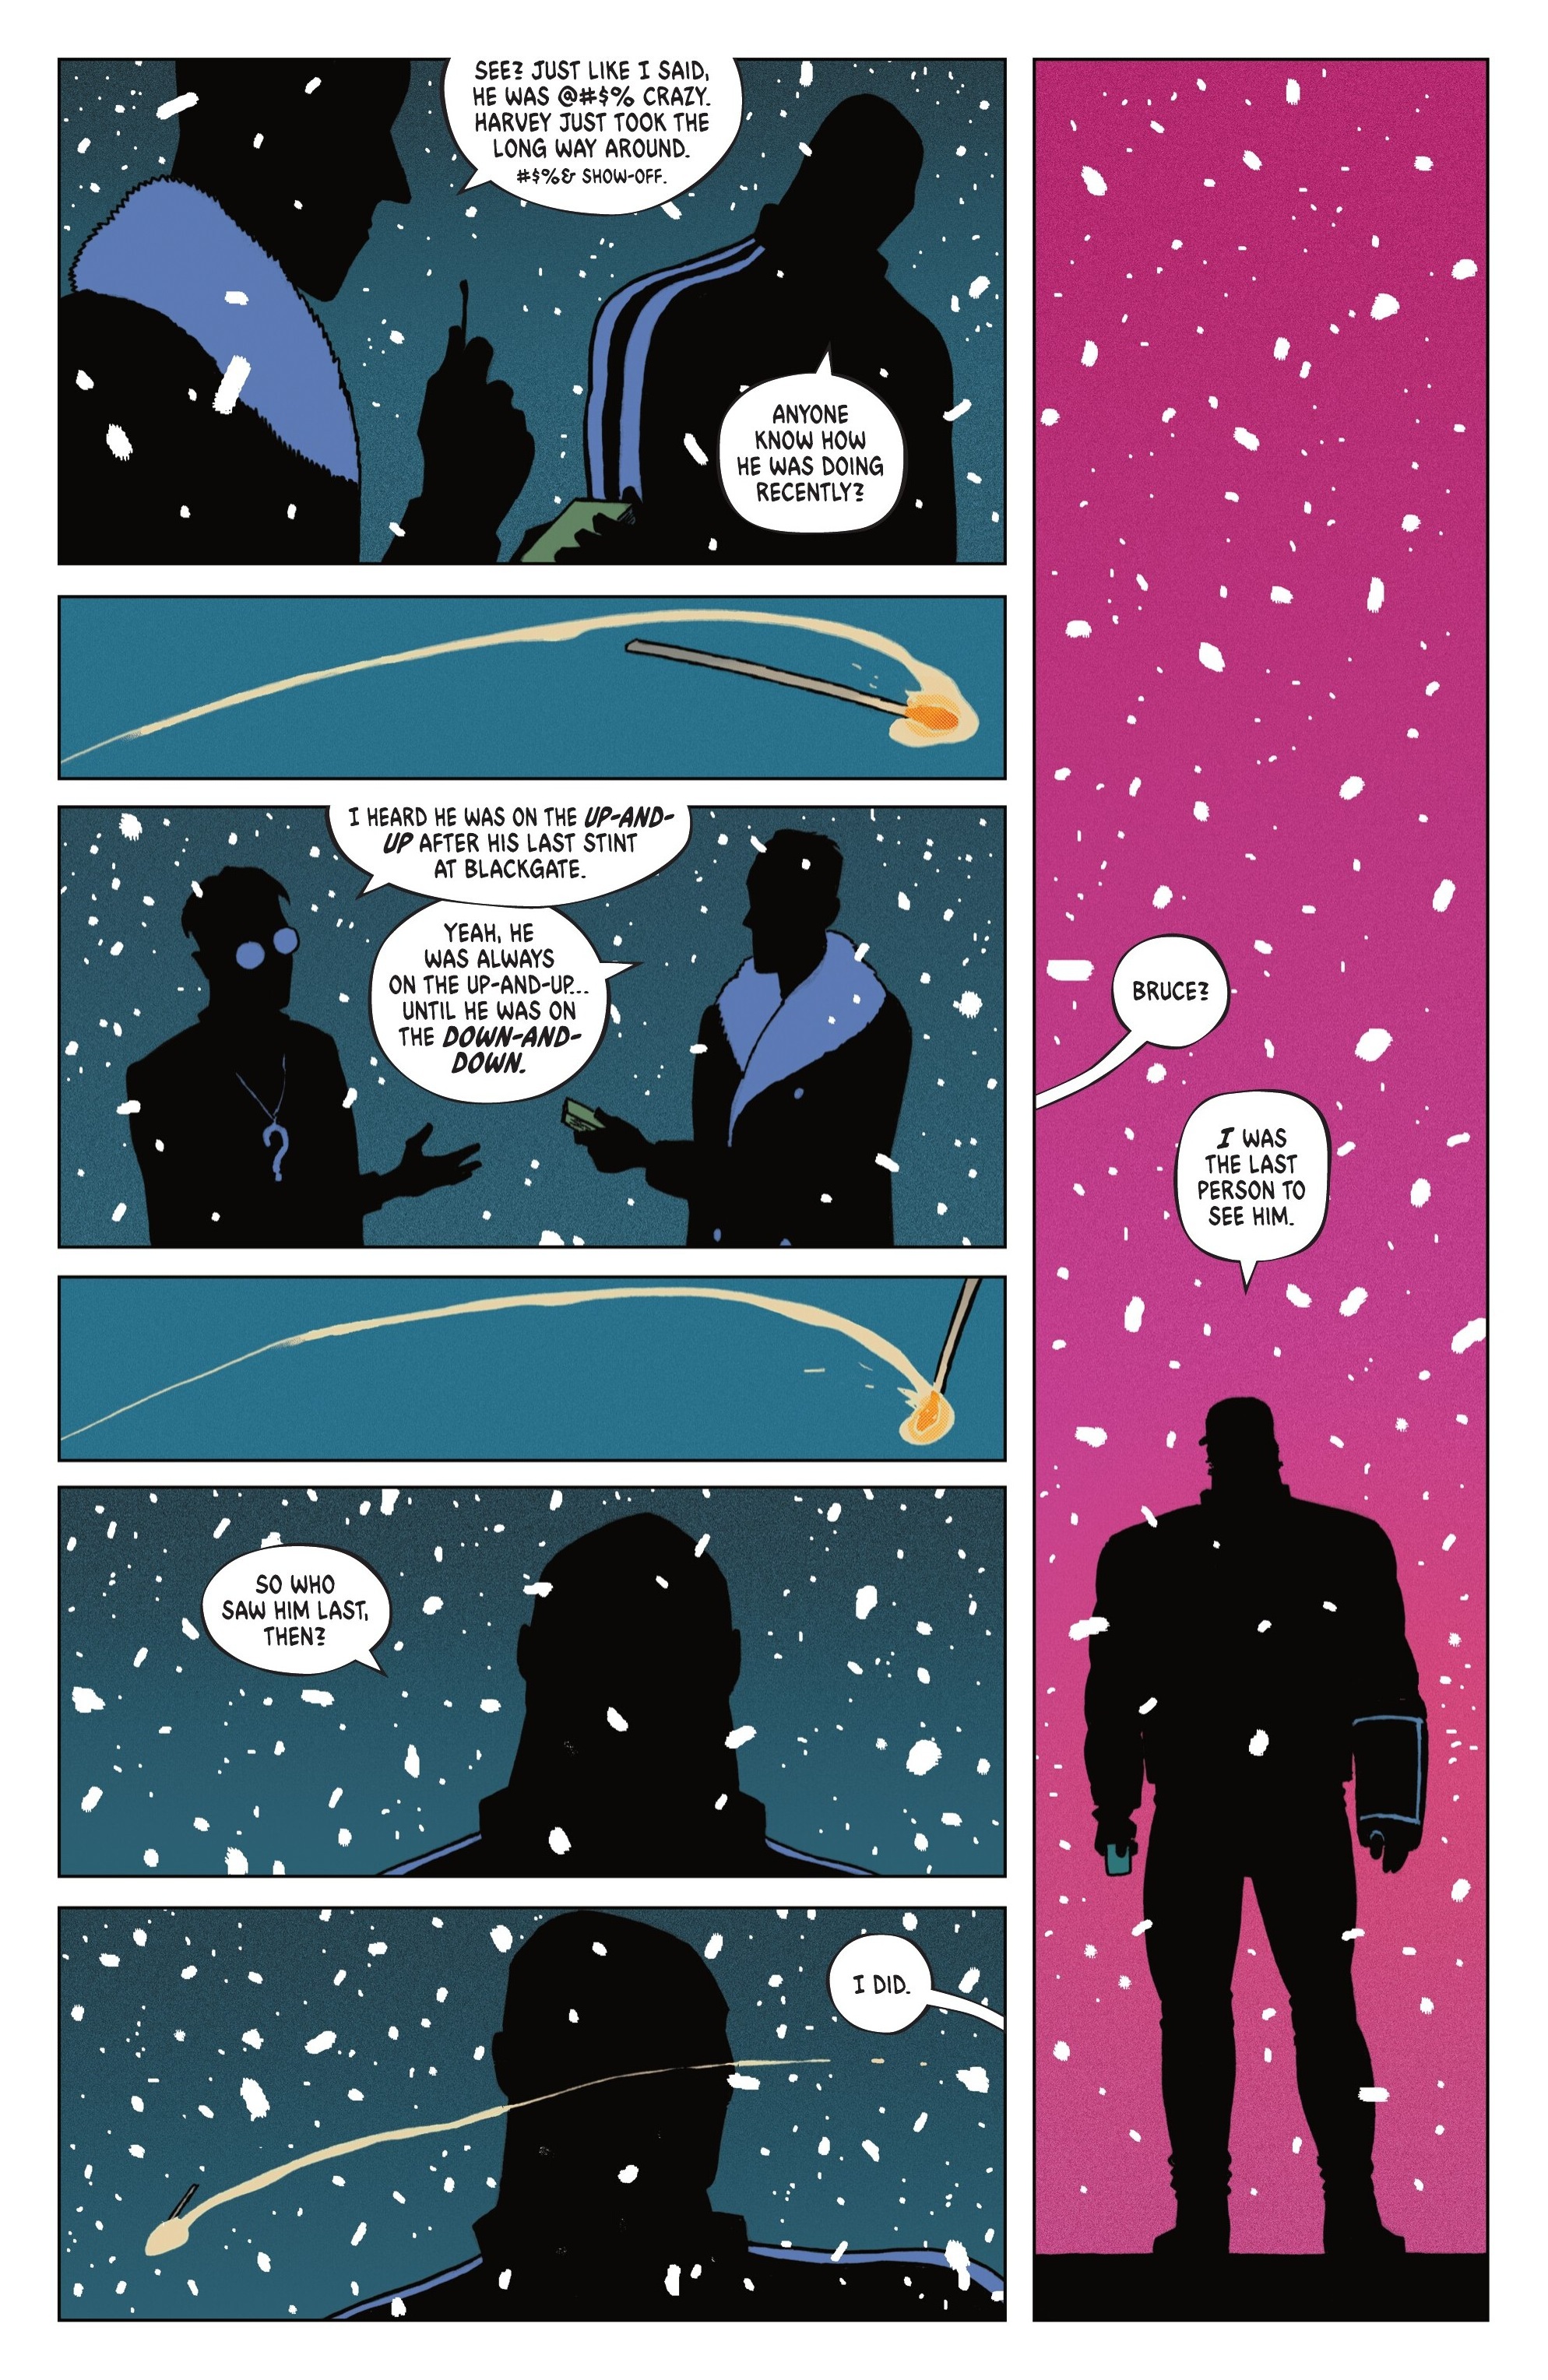 SEE? JUST LIKE I SAID,
HE WAS @#$% CRAZY.
HARVEY JUST TOOK THE
LONG WAY AROUND.
#$%& SHOW-OFF.
ANYONE
KNOW HOW
HE WAS DOING
RECENTLY?
I HEARD HE WAS ON THE UP-AND-
UP AFTER HIS LAST STINT
AT BLACKGATE.
YEAH, HE
WAS ALWAYS
ON THE UP-AND-UP...
UNTIL HE WAS ON
THE DOWN-AND-
DOWN.
?
SO WHO
SAW HIM LAST,
THEN?
I DID.
BRUCE?
I WAS
THE LAST
PERSON TO
SEE HIM.